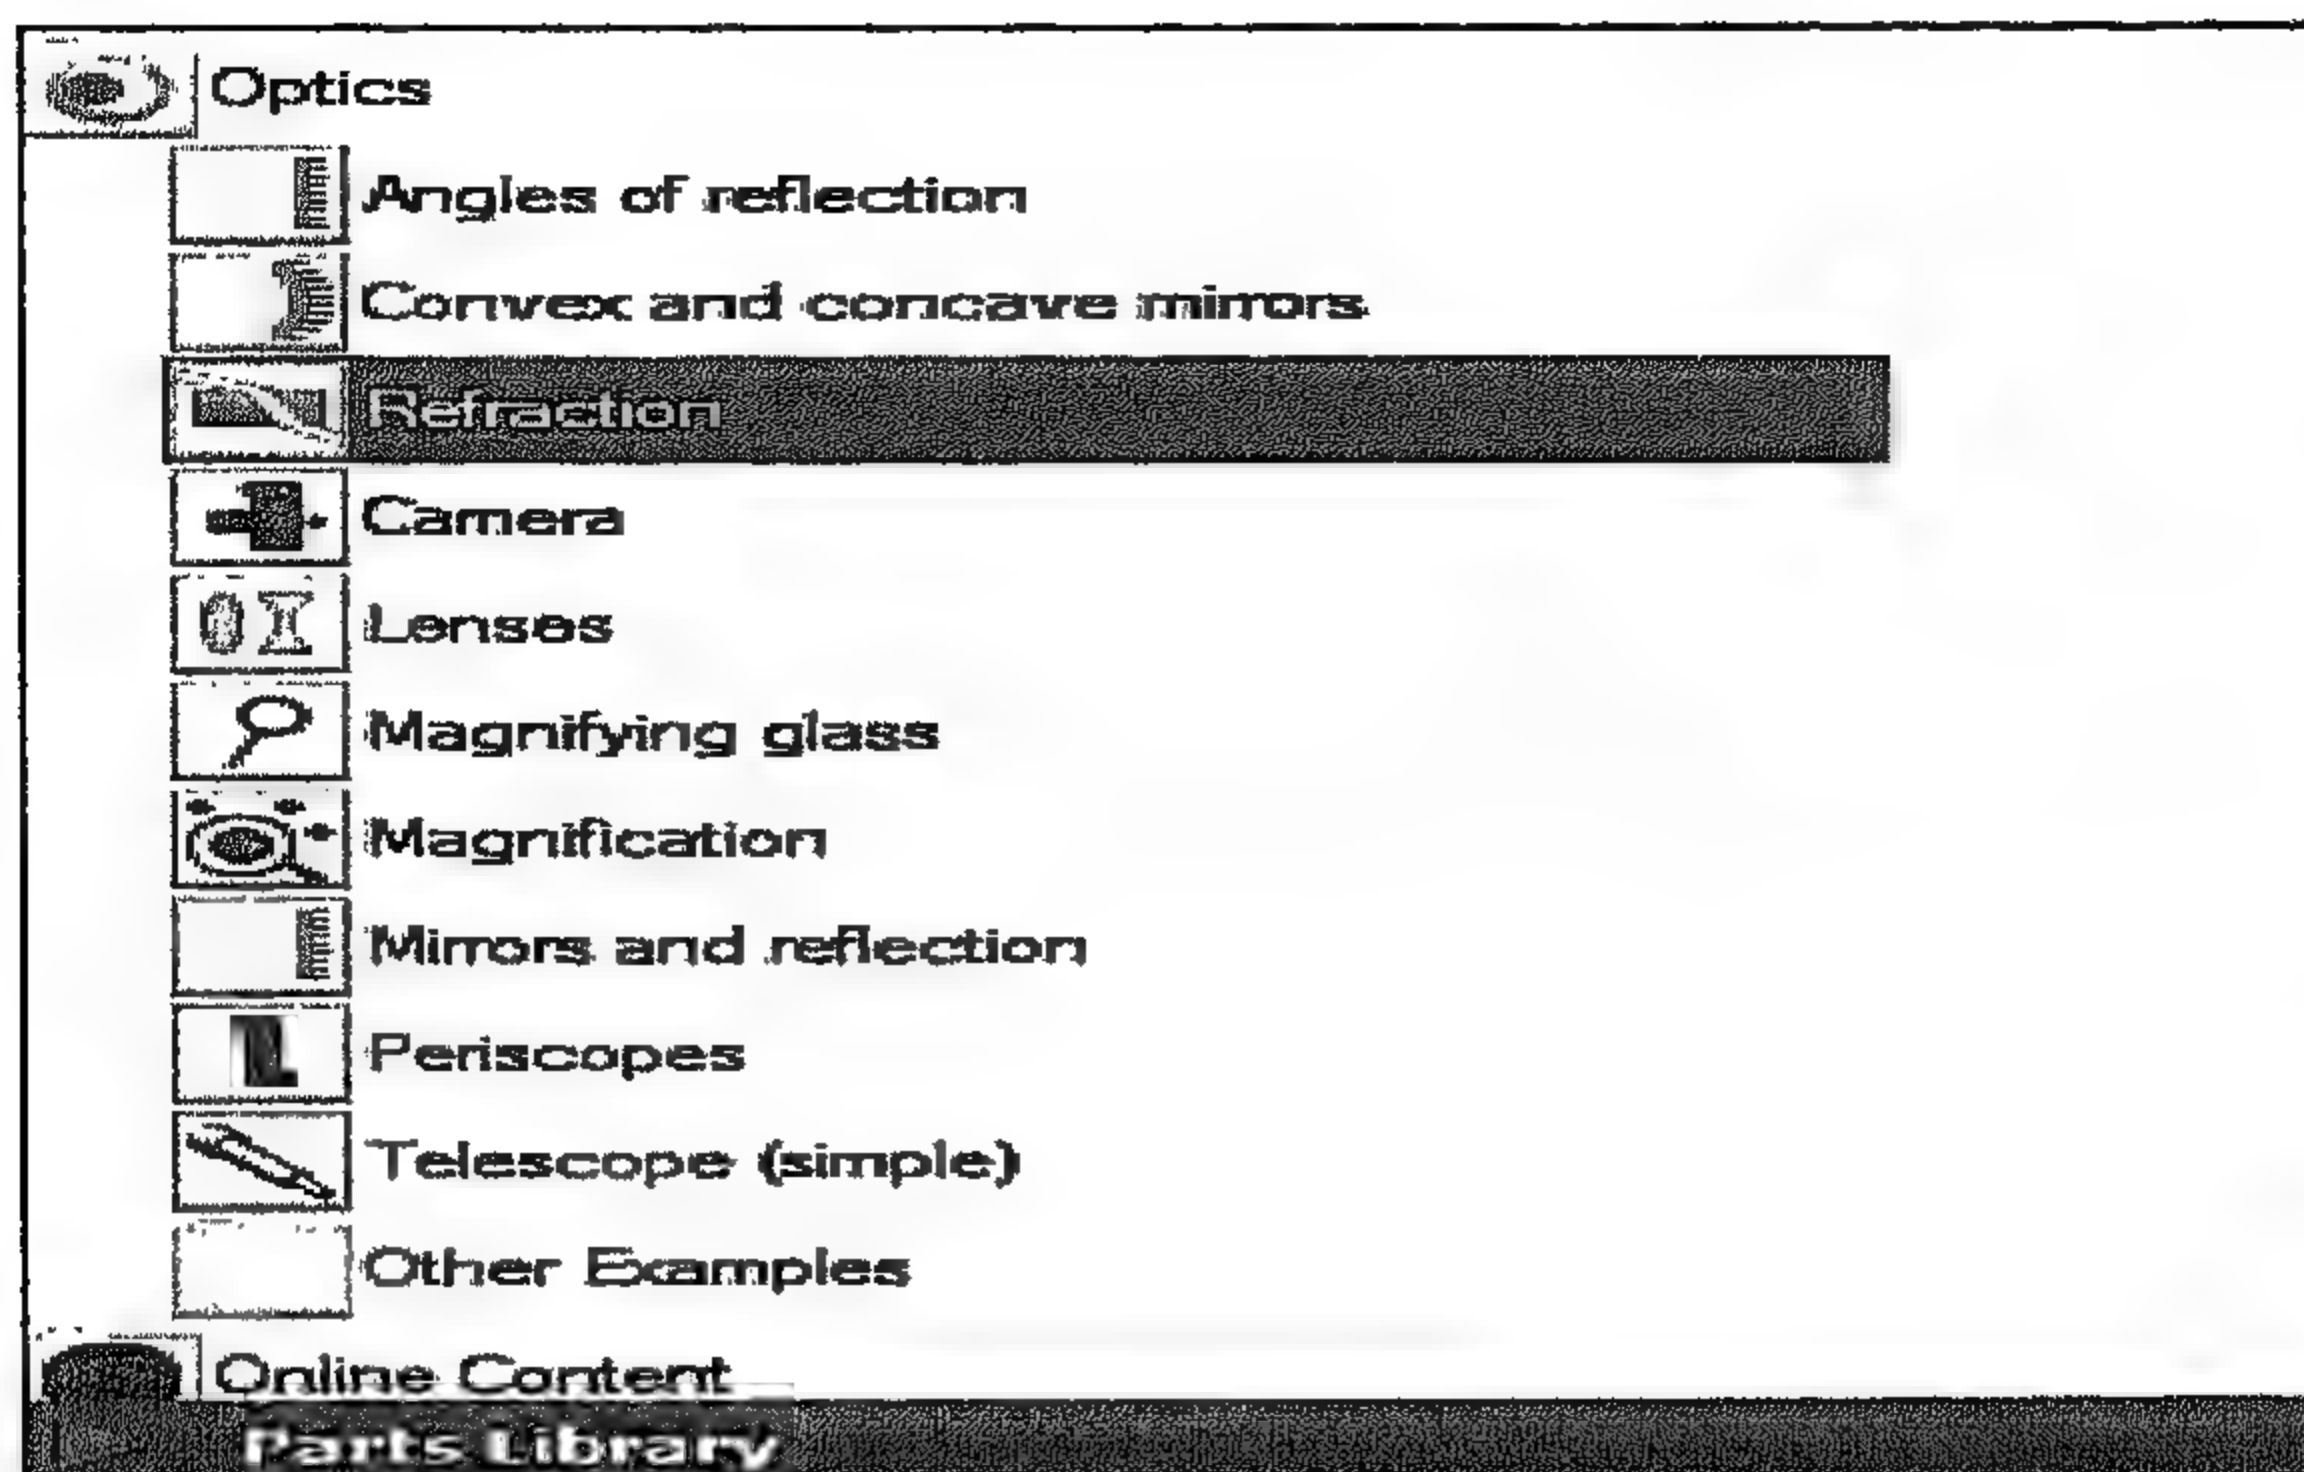 Optics
Angles of reflection
Convex and concave mirrors
Refraction
Camera
Lenses
Magnifying glass
Magnification
Mirrors and reflection
Periscopes
Telescope (simple)
Other Examples
Online Content
Parts Library